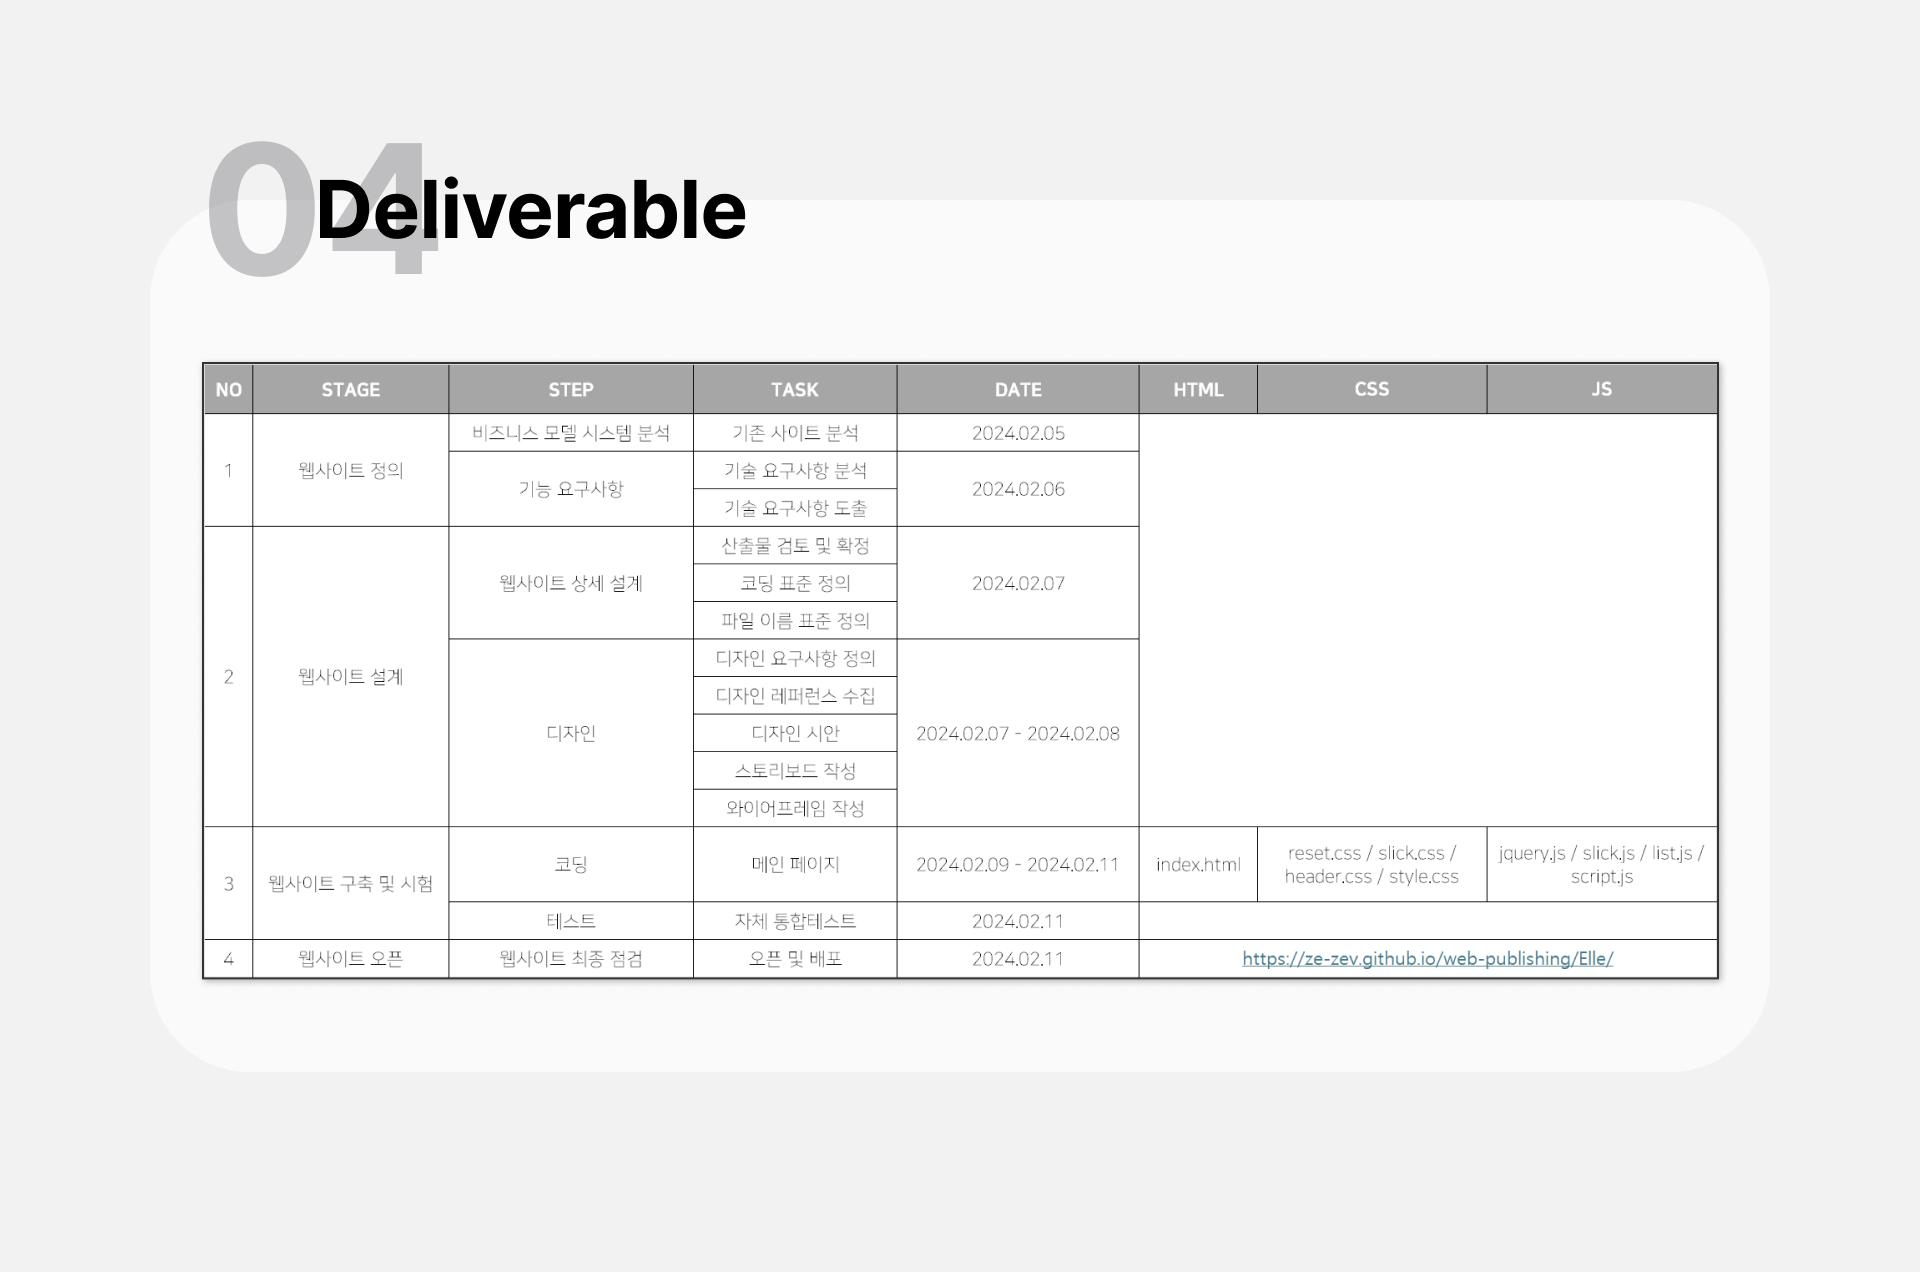 04
Deliverable
NO STAGE STEP TASK DATE HTML CSS JS
1 웹사이트 정의 비즈니스 모델 시스템 분석 기존 사이트 분석 2024.02.05
기능 요구사항 기술 요구사항 분석 2024.02.06
기술 요구사항 도출
2 웹사이트 설계 웹사이트 상세 설계 산출물 검토 및 확정 2024.02.07
코딩 표준 정의
파일 이름 표준 정의
디자인 디자인 요구사항 정의 2024.02.07 - 2024.02.08
디자인 레퍼런스 수집
디자인 시안
스토리보드 작성
와이어프레임 작성
3 웹사이트 구축 및 시험 코딩 메인 페이지 2024.02.09 - 2024.02.11 index.html
reset.css / slick.css /
header.css / style.css
jquery.js / slick.js / list.js /
script.js
테스트 자체 통합테스트 2024.02.11
4 웹사이트 오픈 웹사이트 최종 점검 오픈 및 배포 2024.02.11 https://ze-zev.github.io/web-publishing/Elle/